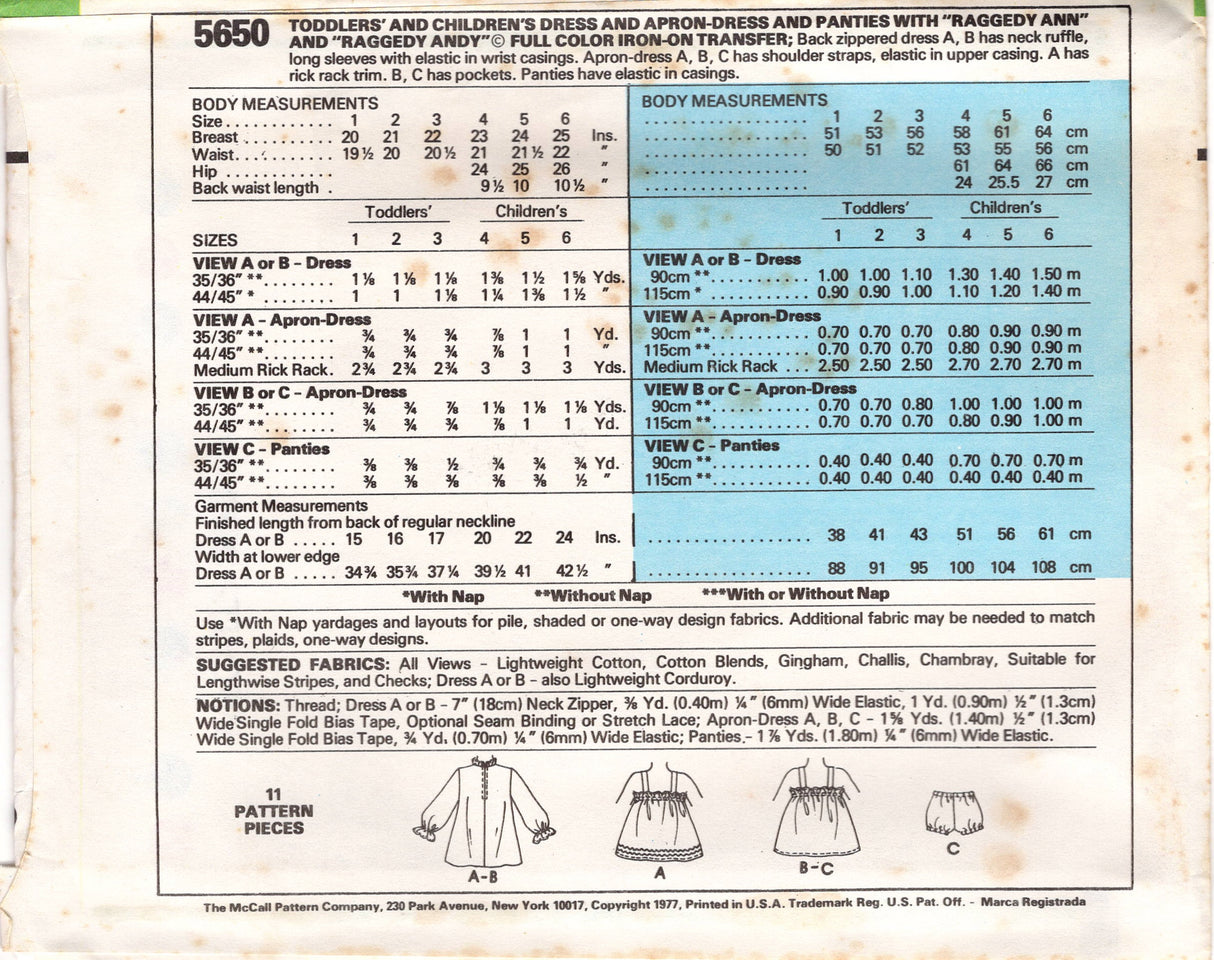 5650 TODDLERS' AND CHILDREN'S DRESS AND APRON-DRESS AND PANTIES WITH "RAGGEDY ANN"
AND "RAGGEDY ANDY"© FULL COLOR IRON-ON TRANSFER; Back zippered dress A, B has neck ruffle,
long sleeves with elastic in wrist casings. Apron-dress A, B, C has shoulder straps, elastic in upper casing. A has
rick rack trim. B, C has pockets. Panties have elastic in casings.
BODY MEASUREMENTS BODY MEASUREMENTS
Size............ 1 2 3 4 5 6 .................... 1 2 3 4 5 6
Breast .......... 20 21 22 23 24 25 Ins. .................... 51 53 56 58 61 64 cm
Waist........... 19½ 20 20½ 21 21½ 22 " .................... 50 51 52 53 55 56 cm
Hip ............ 24 25 26 " .................... 61 64 66 cm
Back waist length . 9½ 10 10½ " .................... 24 25.5 27 cm
Toddlers' Children's Toddlers' Children's
SIZES 1 2 3 4 5 6 1 2 3 4 5 6
VIEW A or B – Dress VIEW A or B – Dress
35/36" **........ 1⅛ 1⅛ 1⅛ 1⅜ 1½ 1⅝ Yds. 90cm **............ 1.00 1.00 1.10 1.30 1.40 1.50 m
44/45" * ........ 1 1 1⅛ 1¼ 1⅜ 1½ " 115cm *............. 0.90 0.90 1.00 1.10 1.20 1.40 m
VIEW A - Apron-Dress VIEW A - Apron-Dress
35/36" **........ ¾ ¾ ¾ ⅞ 1 1 Yd. 90cm **............ 0.70 0.70 0.70 0.80 0.90 0.90 m
44/45" **........ ¾ ¾ ¾ ⅞ 1 1 " 115cm **............ 0.70 0.70 0.70 0.80 0.90 0.90 m
Medium Rick Rack. 2¾ 2¾ 2¾ 3 3 3 Yds. Medium Rick Rack ... 2.50 2.50 2.50 2.70 2.70 2.70 m
VIEW B or C - Apron-Dress VIEW B or C - Apron-Dress
35/36" **........ ¾ ¾ ⅞ 1⅛ 1⅛ 1⅛ Yds. 90cm **............ 0.70 0.70 0.80 1.00 1.00 1.00 m
44/45" **........ ¾ ¾ ¾ ⅞ 1 1 Yd. 115cm **............ 0.70 0.70 0.70 0.80 0.90 1.00 m
VIEW C - Panties VIEW C - Panties
35/36" **........ ⅜ ⅜ ½ ¾ ¾ ¾ Yd. 90cm **............ 0.40 0.40 0.40 0.70 0.70 0.70 m
44/45" **........ ⅜ ⅜ ⅜ ⅜ ⅜ ½ " 115cm **............ 0.40 0.40 0.40 0.40 0.40 0.40 m
Garment Measurements
Finished length from back of regular neckline
Dress A or B ..... 15 16 17 20 22 24 Ins. .................... 38 41 43 51 56 61 cm
Width at lower edge
Dress A or B ..... 34¾ 35¾ 37¼ 39½ 41 42½ " .................... 88 91 95 100 104 108 cm
*With Nap **Without Nap ***With or Without Nap
Use *With Nap yardages and layouts for pile, shaded or one-way design fabrics. Additional fabric may be needed to match
stripes, plaids, one-way designs.
SUGGESTED FABRICS: All Views – Lightweight Cotton, Cotton Blends, Gingham, Challis, Chambray, Suitable for
Lengthwise Stripes, and Checks; Dress A or B – also Lightweight Corduroy.
NOTIONS: Thread; Dress A or B – 7" (18cm) Neck Zipper, ⅜ Yd. (0.40m) ¼" (6mm) Wide Elastic, 1 Yd. (0.90m) ½" (1.3cm)
Wide Single Fold Bias Tape, Optional Seam Binding or Stretch Lace; Apron-Dress A, B, C – 1⅝ Yds. (1.40m) ½" (1.3cm)
Wide Single Fold Bias Tape, ¾ Yd. (0.70m) ¼" (6mm) Wide Elastic; Panties – 1⅞ Yds. (1.80m) ¼" (6mm) Wide Elastic.
11
PATTERN
PIECES
A-B
A
B-C
C
The McCall Pattern Company, 230 Park Avenue, New York 10017, Copyright 1977, Printed in U.S.A. Trademark Reg. U.S. Pat. Off. - Marca Registrada